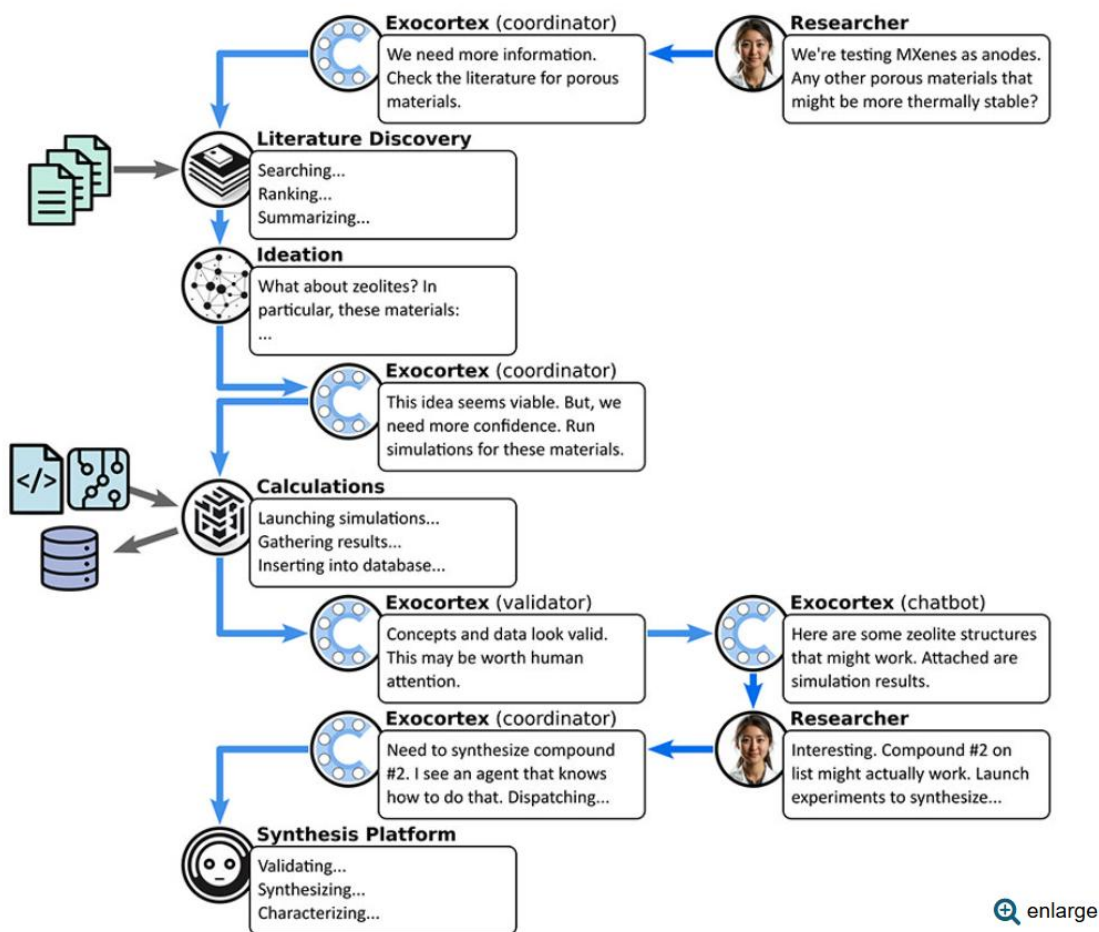 Exocortex (coordinator)
We need more information.
Check the literature for porous
materials.
Researcher
We're testing MXenes as anodes.
Any other porous materials that
might be more thermally stable?
Literature Discovery
Searching...
Ranking...
Summarizing...
Ideation
What about zeolites? In
particular, these materials:
...
Exocortex (coordinator)
This idea seems viable. But, we
need more confidence. Run
simulations for these materials.
</>
Calculations
Launching simulations...
Gathering results...
Inserting into database...
Exocortex (validator)
Concepts and data look valid.
This may be worth human
attention.
Exocortex (chatbot)
Here are some zeolite structures
that might work. Attached are
simulation results.
Exocortex (coordinator)
Need to synthesize compound
#2. I see an agent that knows
how to do that. Dispatching...
Researcher
Interesting. Compound #2 on
list might actually work. Launch
experiments to synthesize...
Synthesis Platform
Validating...
Synthesizing...
Characterizing...
enlarge